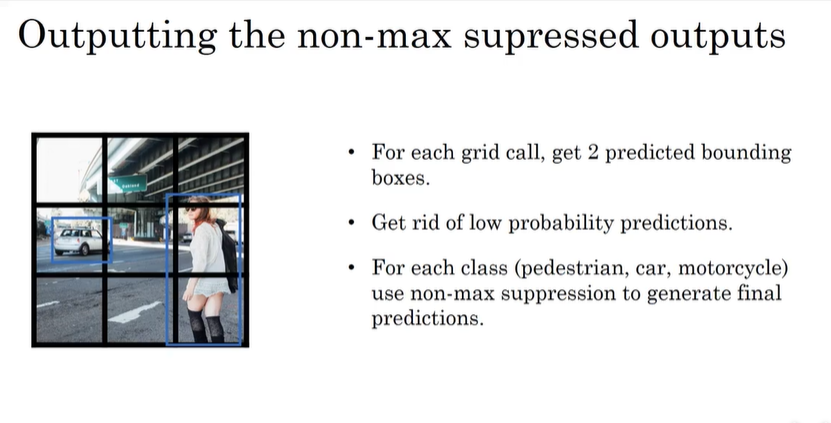 Outputting the non-max supressed outputs
• For each grid call, get 2 predicted bounding
boxes.
• Get rid of low probability predictions.
• For each class (pedestrian, car, motorcycle)
use non-max suppression to generate final
predictions.